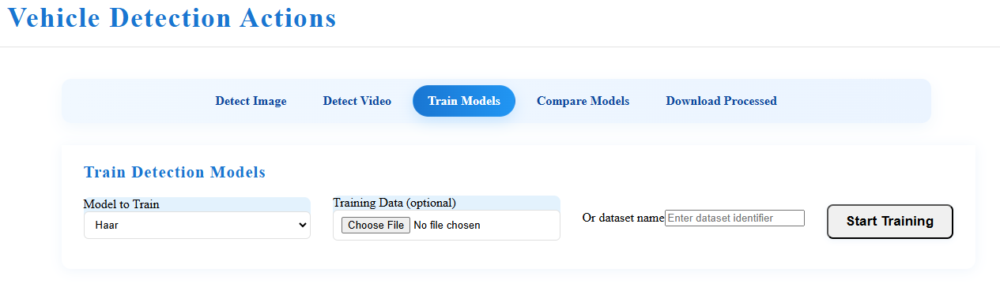 Vehicle Detection Actions
Detect Image Detect Video Train Models Compare Models Download Processed
Train Detection Models
Model to Train
Haar
Training Data (optional)
Choose File No file chosen
Or dataset name Enter dataset identifier
Start Training